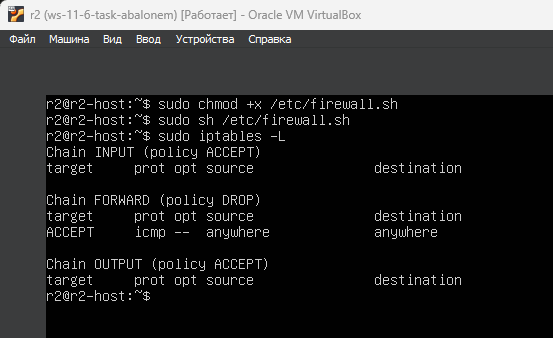 r2 (ws-11-6-task-abalonem) [Работает] - Oracle VM VirtualBox
Файл Машина Вид Ввод Устройства Справка
r2@r2-host:~$ sudo chmod +x /etc/firewall.sh
r2@r2-host:~$ sudo sh /etc/firewall.sh
r2@r2-host:~$ sudo iptables -L
Chain INPUT (policy ACCEPT)
target     prot opt source               destination

Chain FORWARD (policy DROP)
target     prot opt source               destination
ACCEPT     icmp --  anywhere             anywhere

Chain OUTPUT (policy ACCEPT)
target     prot opt source               destination
r2@r2-host:~$